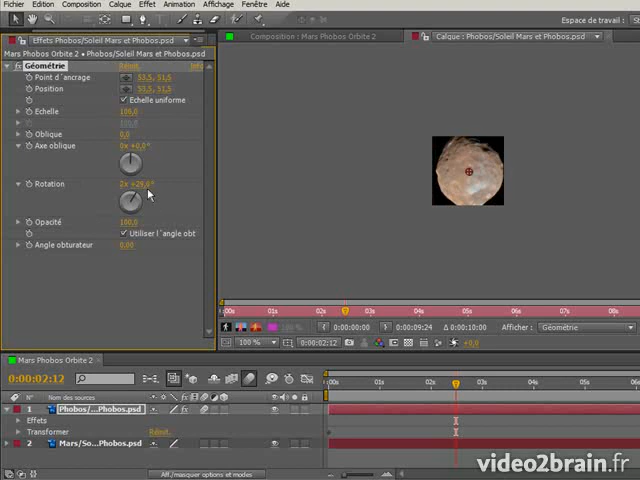 Fichier Edition Composition Calque Effet Animation Affichage Fenêtre Aide
Espace de travail :
Effets Phobos/Soleil Mars et Phobos.psd
Mars Phobos Orbite 2 • Phobos/Soleil Mars et Phobos.psd
Géométrie Réinit.
Point d´ancrage 53,5, 51,5
Position 53,5, 51,5
Echelle uniforme
Echelle 100,0
100,0
Oblique 0,0
Axe oblique 0x +0,0°
Rotation 2x +29,0°
Opacité 100,0
Utiliser l´angle obt
Angle obturateur 0,00
Composition : Mars Phobos Orbite 2
Calque : Phobos/Soleil Mars et Phobos.psd
:00s 01s 02s 03s 04s 05s 06s 07s 08s
100 % 0:00:00:00 0:00:09:24 Δ 0:00:10:00 Afficher : Géométrie
100 % 0:00:02:12 +0,0
Mars Phobos Orbite 2
0:00:02:12
:00s 01s 02s 03s 04s 05s 06s
N° Nom des sources
1 Phobos/...Phobos.psd
Effets
Transformer Réinit.
2 Mars/So...Phobos.psd
Aff./masquer options et modes
video2brain.fr